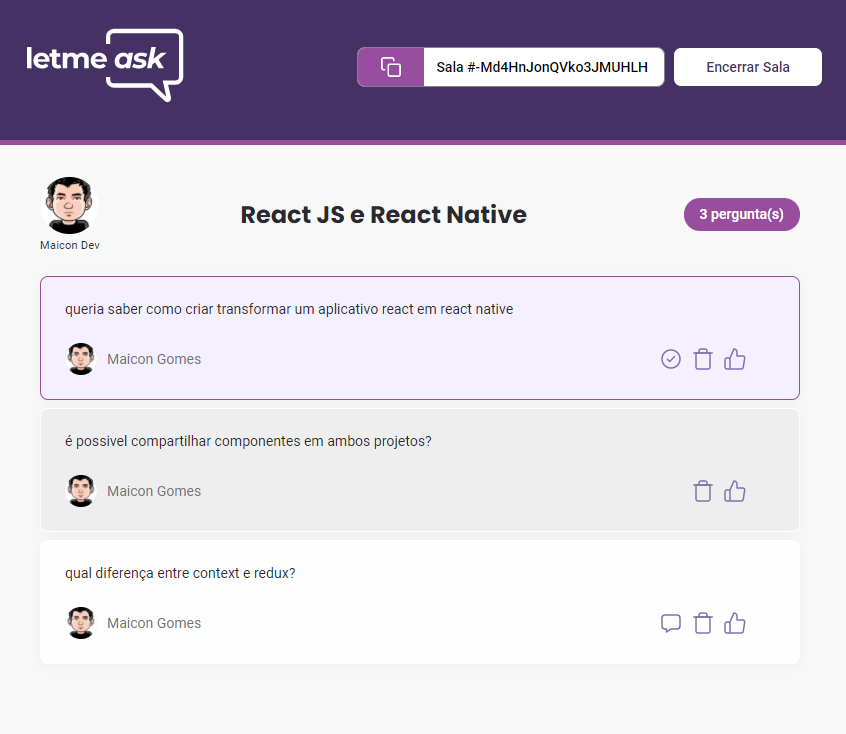 letme ask
Sala #-Md4HnJonQVko3JMUHLH
Encerrar Sala
React JS e React Native
3 pergunta(s)
Maicon Dev
queria saber como criar transformar um aplicativo react em react native
Maicon Gomes
é possivel compartilhar componentes em ambos projetos?
Maicon Gomes
qual diferença entre context e redux?
Maicon Gomes